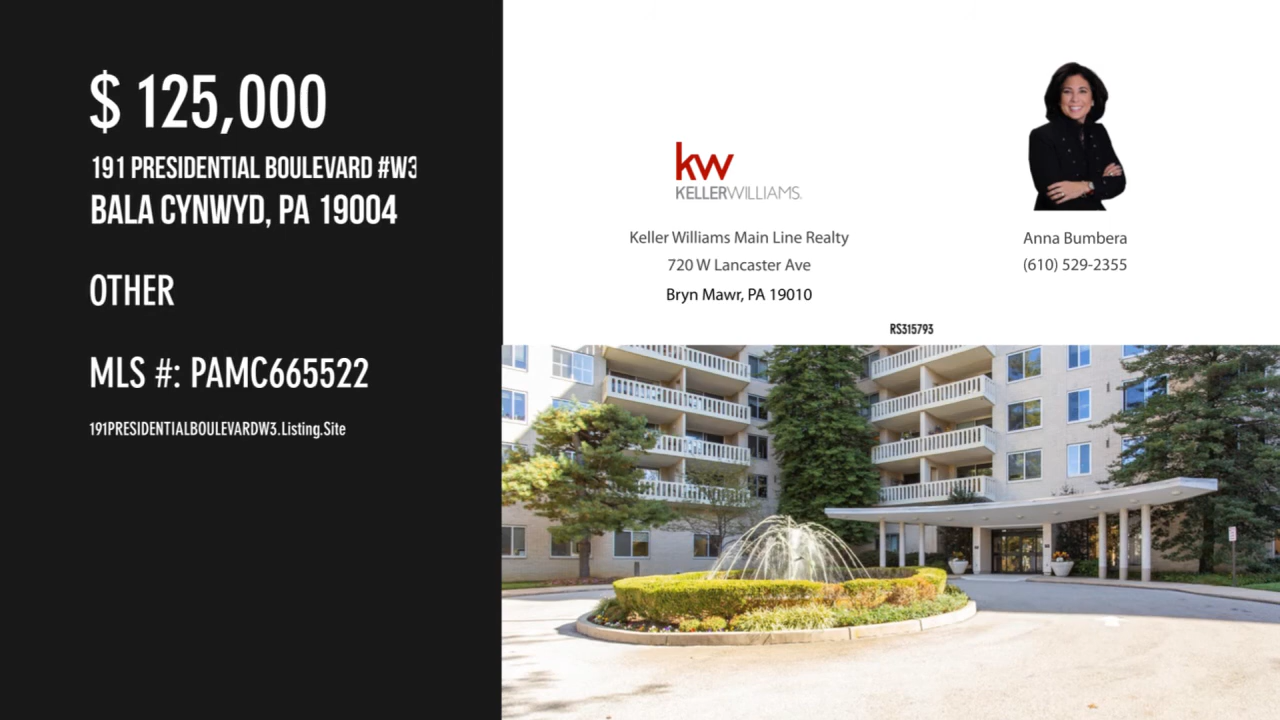 $ 125,000
191 PRESIDENTIAL BOULEVARD #W3
BALA CYNWYD, PA 19004
OTHER
MLS #: PAMC665522
191PRESIDENTIALBOULEVARDW3.Listing.Site
kw
KELLERWILLIAMS.
Keller Williams Main Line Realty
720 W Lancaster Ave
Bryn Mawr, PA 19010
Anna Bumbera
(610) 529-2355
RS315793